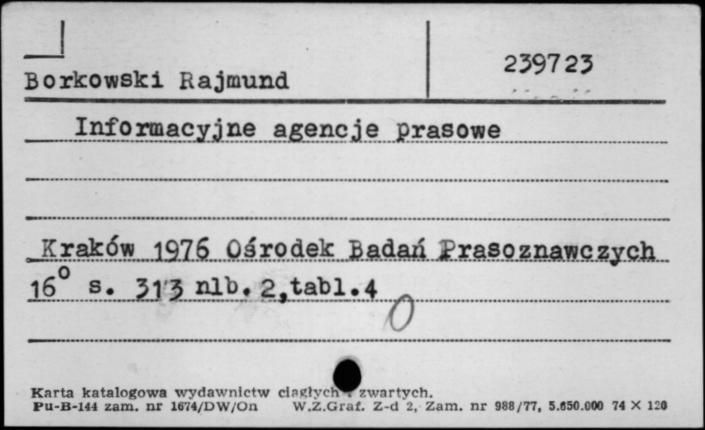 239723
Borkowski Rajmund
Informacyjne agencje prasowe
Kraków 1976 Ośrodek Badań Prasoznawczych
16° s. 313 nlb. 2,tabl.4
0
Karta katalogowa wydawnictw ciągłych i zwartych.
Pu-B-144 zam. nr 1674/DW/On W.Z.Graf. Z-d 2, Zam. nr 988/77, 5.650.000 74 X 120